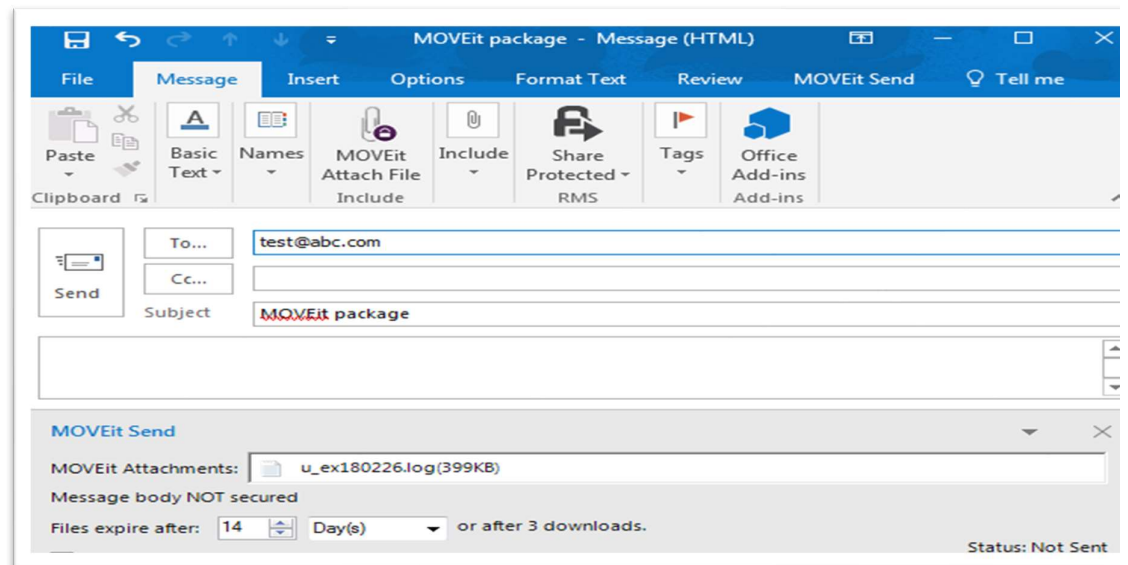 MOVEit package - Message (HTML)
File Message Insert Options Format Text Review MOVEit Send Tell me
Paste
Basic Text
Names
MOVEit Attach File
Include
Share Protected
Tags
Office Add-ins
Clipboard Include RMS Add-ins
To... test@abc.com
Cc...
Send
Subject MOVEit package
MOVEit Send
MOVEit Attachments: u_ex180226.log(399KB)
Message body NOT secured
Files expire after: 14 Day(s) or after 3 downloads.
Status: Not Sent